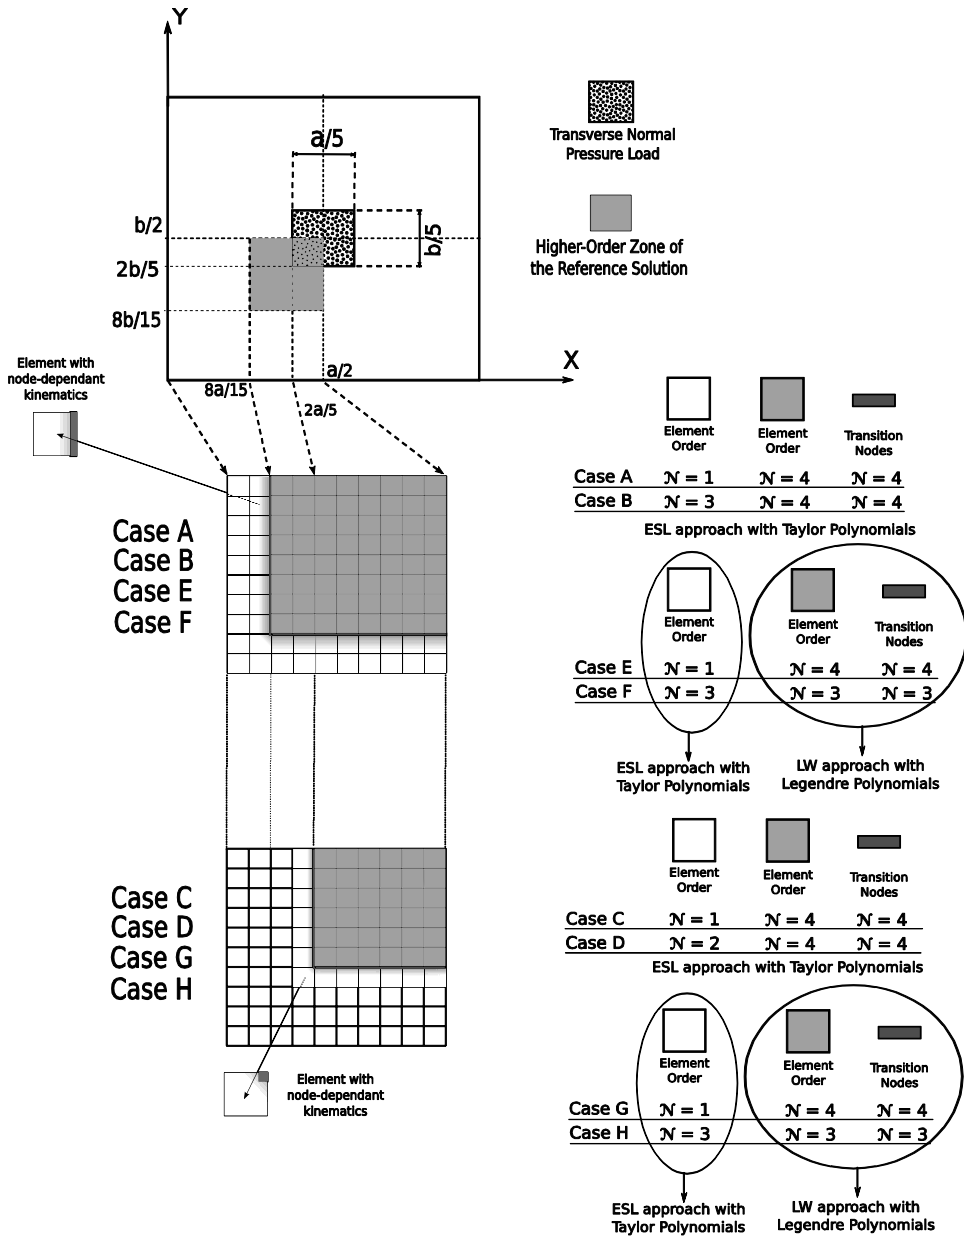 Y
a/5
Transverse Normal
Pressure Load
b/2
b/5
Higher-Order Zone of
the Reference Solution
2b/5
8b/15
X
Element with
node-dependant
kinematics
a/2
8a/15
2a/5
Element
Order
Element
Order
Transition
Nodes
Case A 𝒩 = 1 𝒩 = 4 𝒩 = 4
Case B 𝒩 = 3 𝒩 = 4 𝒩 = 4
ESL approach with Taylor Polynomials
Case A
Case B
Case E
Case F
Element
Order
Element
Order
Transition
Nodes
Case E 𝒩 = 1 𝒩 = 4 𝒩 = 4
Case F 𝒩 = 3 𝒩 = 3 𝒩 = 3
ESL approach with
Taylor Polynomials
LW approach with
Legendre Polynomials
Element
Order
Element
Order
Transition
Nodes
Case C 𝒩 = 1 𝒩 = 4 𝒩 = 4
Case D 𝒩 = 2 𝒩 = 4 𝒩 = 4
ESL approach with Taylor Polynomials
Case C
Case D
Case G
Case H
Element
Order
Element
Order
Transition
Nodes
Case G 𝒩 = 1 𝒩 = 4 𝒩 = 4
Case H 𝒩 = 3 𝒩 = 3 𝒩 = 3
Element with
node-dependant
kinematics
ESL approach with
Taylor Polynomials
LW approach with
Legendre Polynomials